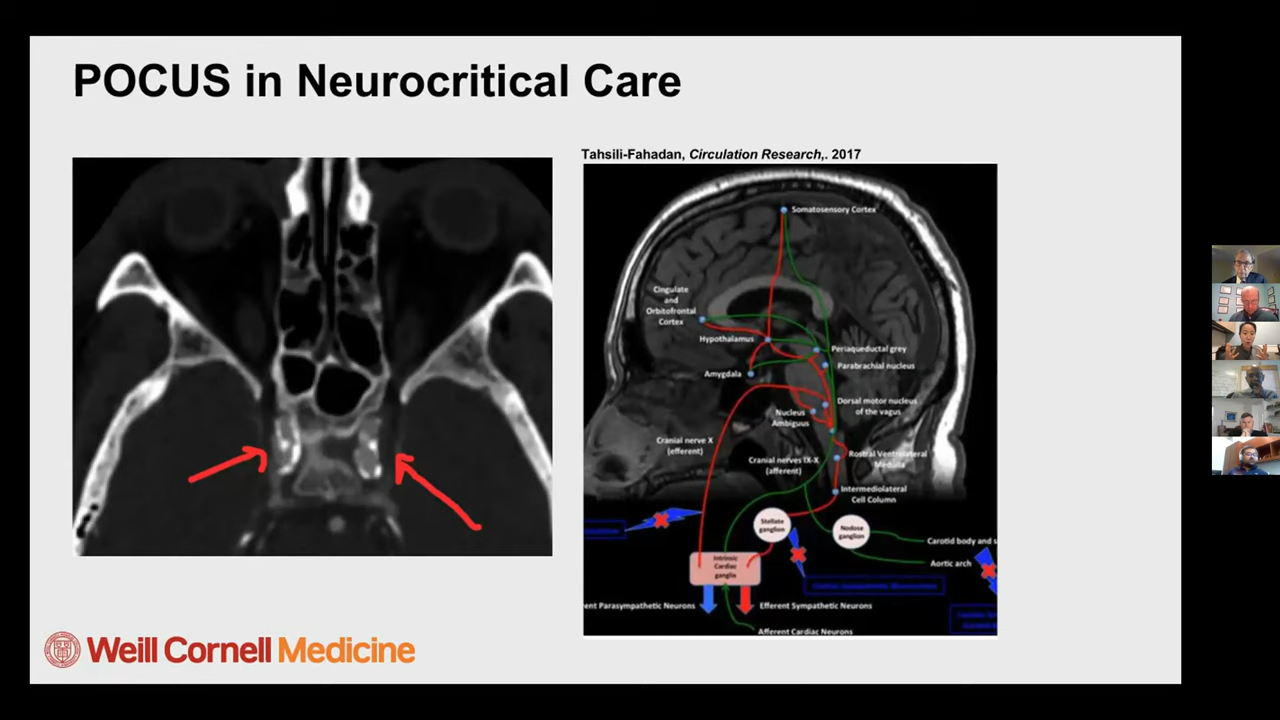 POCUS in Neurocritical Care
Tahsili-Fahadan, Circulation Research,. 2017
Somatosensory Cortex
Cingulate
and
Orbitofrontal
Cortex
Hypothalamus
Periaqueductal grey
Parabrachial nucleus
Amygdala
Dorsal motor nucleus
of the vagus
Nucleus
Ambiguus
Cranial nerve X
(efferent)
Cranial nerves IX-X
(afferent)
Rostral Ventrolateral
Medulla
Intermediolateral
Cell Column
Stellate
ganglion
Nodose
ganglion
Carotid body and s
Aortic arch
Intrinsic
Cardiac
ganglia
ent Parasympathetic Neurons
Efferent Sympathetic Neurons
Afferent Cardiac Neurons
Weill Cornell Medicine